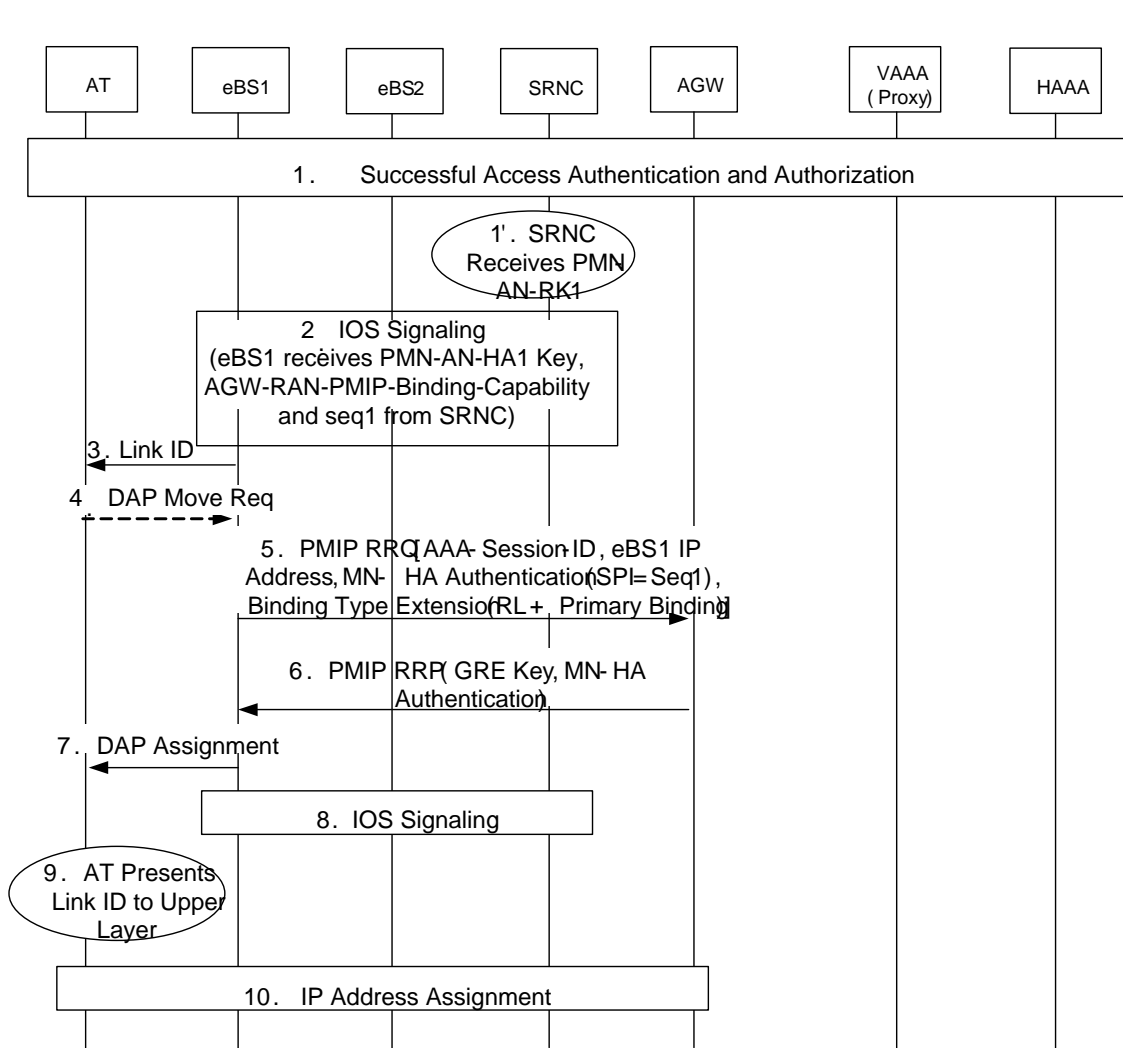 AT
eBS1
eBS2
SRNC
AGW
VAAA
( Proxy)
HAAA
1. Successful Access Authentication and Authorization
1'. SRNC
Receives PMN-
AN-RK1
2. IOS Signaling
(eBS1 receives PMN-AN-HA1 Key,
AGW-RAN-PMIP-Binding-Capability
and seq1 from SRNC)
3. Link ID
4. DAP Move Req
5. PMIP RRQ[AAA-Session-ID, eBS1 IP
Address, MN- HA Authentication(SPI=Seq1),
Binding Type Extension(RL+ Primary Binding)]
6. PMIP RRP( GRE Key, MN-HA
Authentication)
7. DAP Assignment
8. IOS Signaling
9. AT Presents
Link ID to Upper
Layer
10. IP Address Assignment